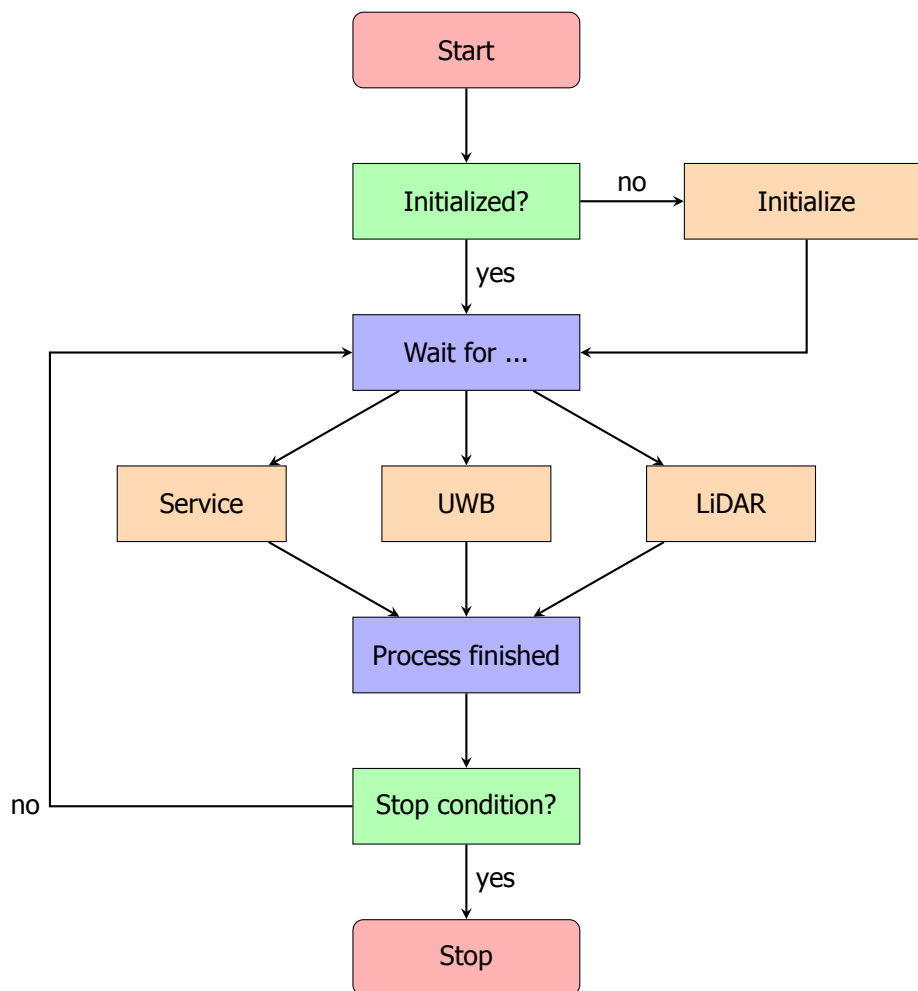 Start
Initialized?
no
Initialize
yes
Wait for ...
Service
UWB
LiDAR
Process finished
no
Stop condition?
yes
Stop